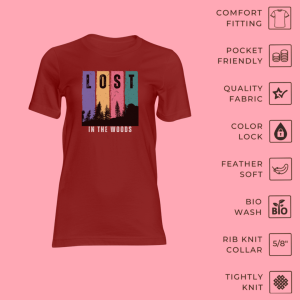 LOST
IN THE WOODS
COMFORT
FITTING
POCKET
FRIENDLY
QUALITY
FABRIC
COLOR
LOCK
FEATHER
SOFT
BIO
WASH
BIO
RIB KNIT
COLLAR
5/8"
TIGHTLY
KNIT